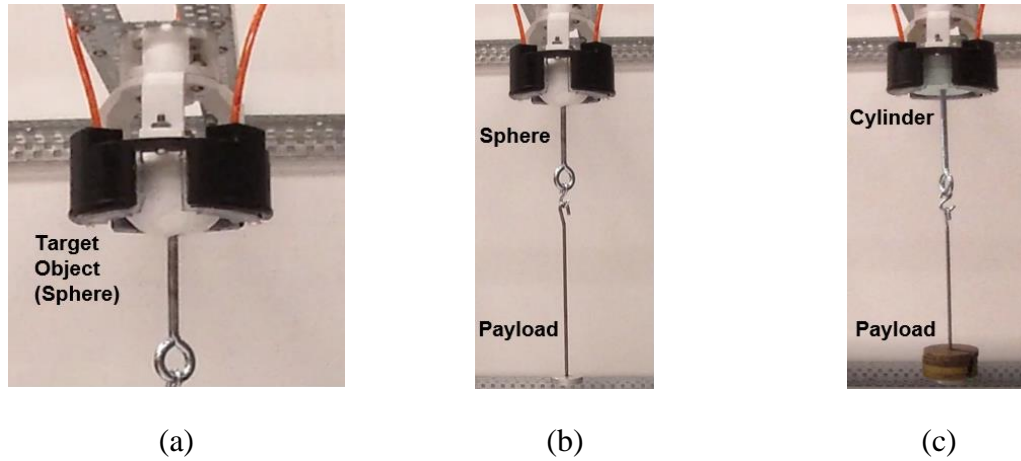 Target
Object
(Sphere)
Sphere
Payload
Cylinder
Payload
(a)
(b)
(c)